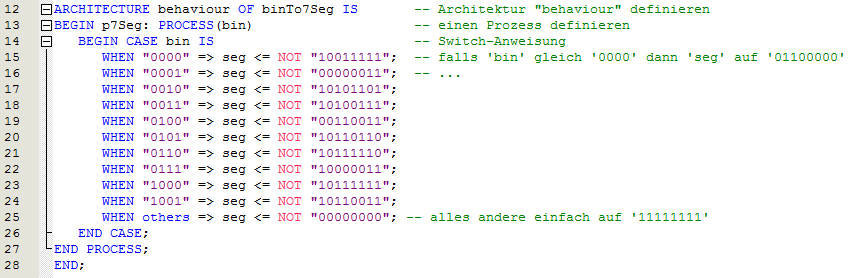 12 ARCHITECTURE behaviour OF binTo7Seg IS -- Architektur "behaviour" definieren
13 BEGIN p7Seg: PROCESS(bin) -- einen Prozess definieren
14 BEGIN CASE bin IS -- Switch-Anweisung
15 WHEN "0000" => seg <= NOT "10011111"; -- falls 'bin' gleich '0000' dann 'seg' auf '01100000'
16 WHEN "0001" => seg <= NOT "00000011"; -- ...
17 WHEN "0010" => seg <= NOT "10101101";
18 WHEN "0011" => seg <= NOT "10100111";
19 WHEN "0100" => seg <= NOT "00110011";
20 WHEN "0101" => seg <= NOT "10110110";
21 WHEN "0110" => seg <= NOT "10111110";
22 WHEN "0111" => seg <= NOT "10000011";
23 WHEN "1000" => seg <= NOT "10111111";
24 WHEN "1001" => seg <= NOT "10110011";
25 WHEN others => seg <= NOT "00000000"; -- alles andere einfach auf '11111111'
26 END CASE;
27 END PROCESS;
28 END;